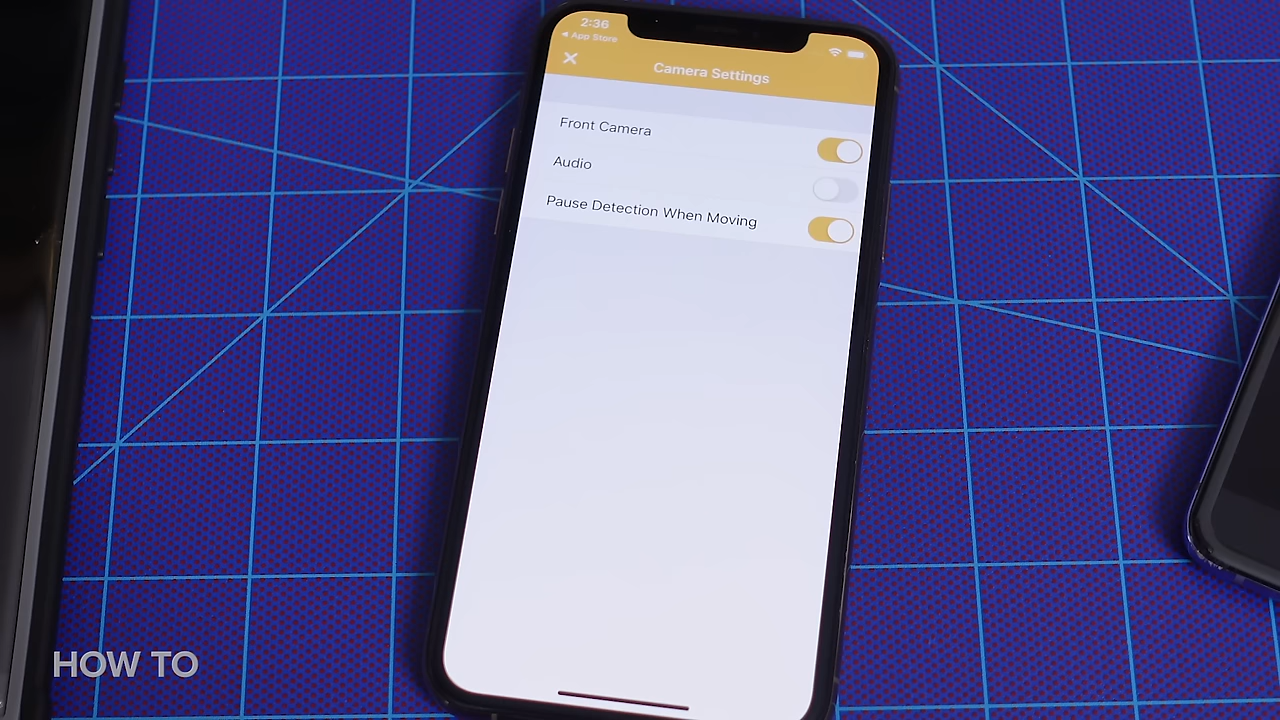 2:36
◀ App Store
Camera Settings
Front Camera
Audio
Pause Detection When Moving
HOW TO